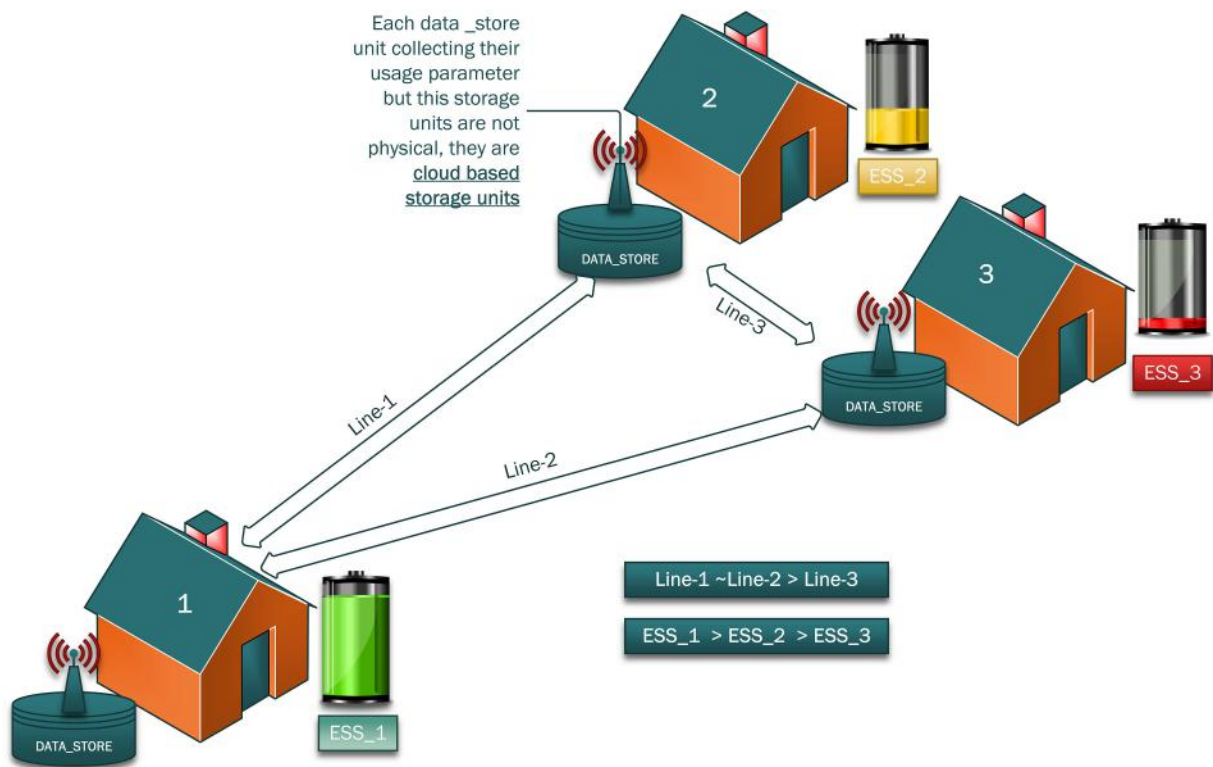 Each data _store
unit collecting their
usage parameter
but this storage
units are not
physical, they are
cloud based
storage units
2
ESS_2
DATA_STORE
3
Line-3
ESS_3
DATA_STORE
Line-1
Line-2
1
Line-1 ~Line-2 > Line-3
ESS_1 > ESS_2 > ESS_3
ESS_1
DATA_STORE